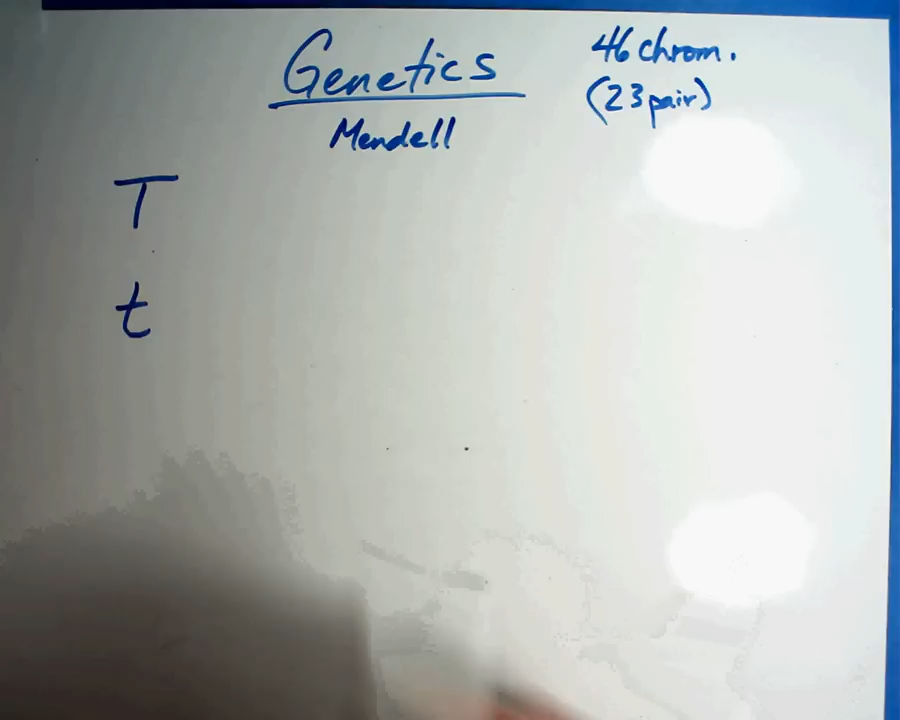 Genetics
Mendell
46 chrom.
(23 pair)
T
t